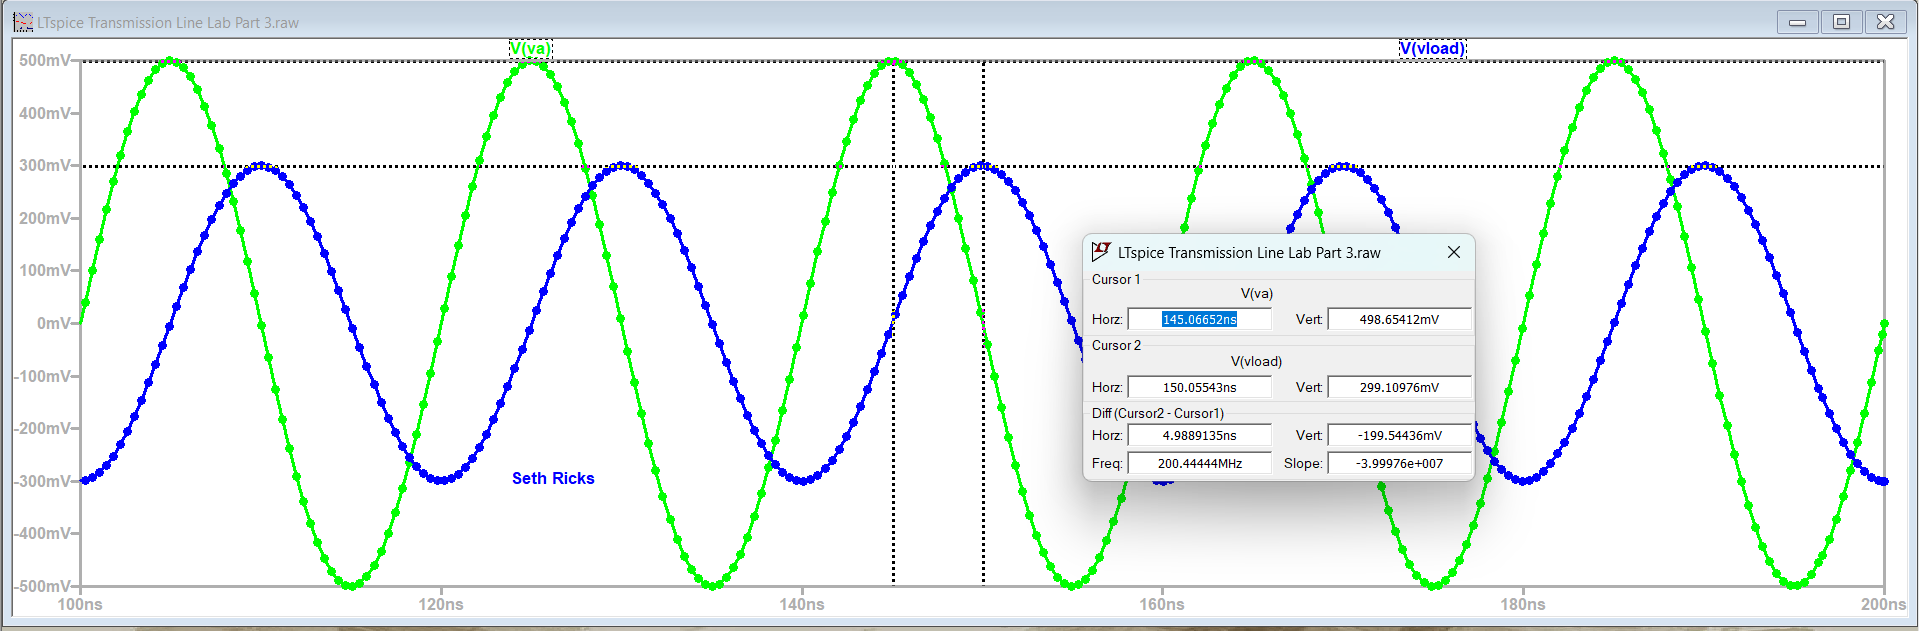 LTspice Transmission Line Lab Part 3.raw
V(va) V(vload)
500mV
400mV
300mV
200mV
100mV
0mV
-100mV
-200mV
-300mV
-400mV
-500mV
100ns 120ns 140ns 160ns 180ns 200ns
Seth Ricks
LTspice Transmission Line Lab Part 3.raw
Cursor 1
V(va)
Horz: 145.06652ns Vert: 498.65412mV
Cursor 2
V(vload)
Horz: 150.05543ns Vert: 299.10976mV
Diff (Cursor2 - Cursor1)
Horz: 4.9889135ns Vert: -199.54436mV
Freq: 200.44444MHz Slope: -3.99976e+007